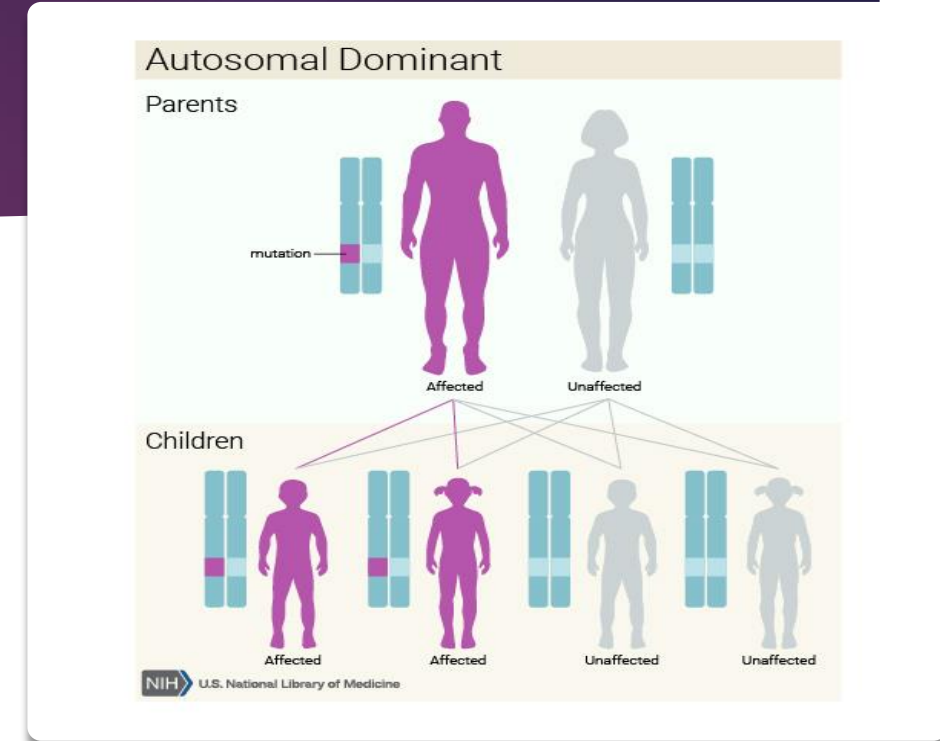 Autosomal Dominant
Parents
mutation
Affected Unaffected
Children
Affected Affected Unaffected Unaffected
NIH U.S. National Library of Medicine